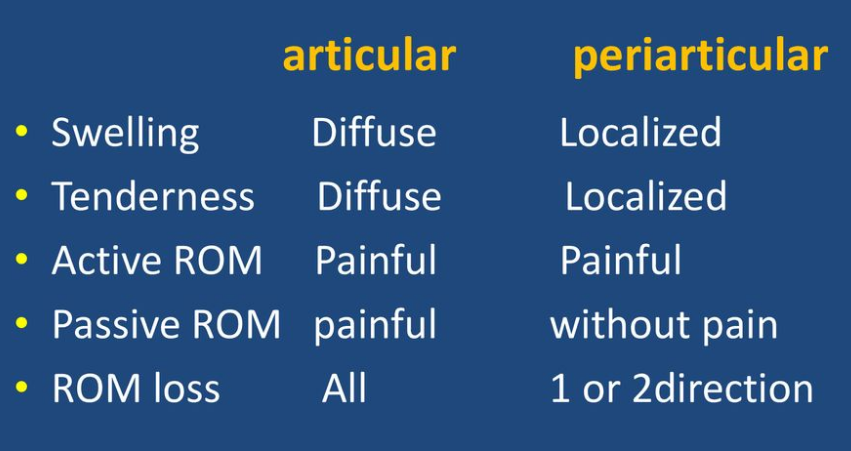 articular periarticular
• Swelling Diffuse Localized
• Tenderness Diffuse Localized
• Active ROM Painful Painful
• Passive ROM painful without pain
• ROM loss All 1 or 2direction